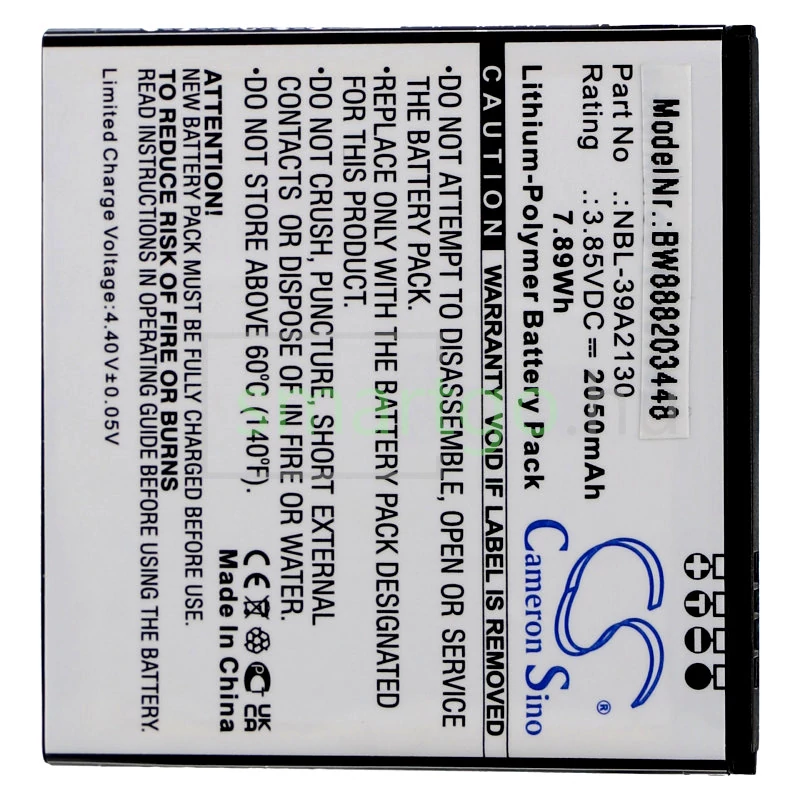 ModelNr.:BW888203448
Part No .:NBL-39A2130
Rating .:3.85VDC⎓2050mAh
7.89Wh
Lithium-Polymer Battery Pack
CS®
Cameron Sino
CAUTION WARRANTY VOID IF LABEL IS REMOVED
•DO NOT ATTEMPT TO DISASSEMBLE, OPEN OR SERVICE
THE BATTERY PACK.
•REPLACE ONLY WITH THE BATTERY PACK DESIGNATED
FOR THIS PRODUCT.
•DO NOT CRUSH, PUNCTURE, SHORT EXTERNAL
CONTACTS OR DISPOSE OF IN FIRE OR WATER.
•DO NOT STORE ABOVE 60℃ (140℉).
ATTENTION!
NEW BATTERY PACK MUST BE FULLY CHARGED BEFORE USE.
TO REDUCE RISK OF FIRE OR BURNS
READ INSTRUCTIONS BEFORE INSTALLING THE BATTERY.
Limited Charge Voltage:4.40V±0.05V
CE UK CA
Made In China